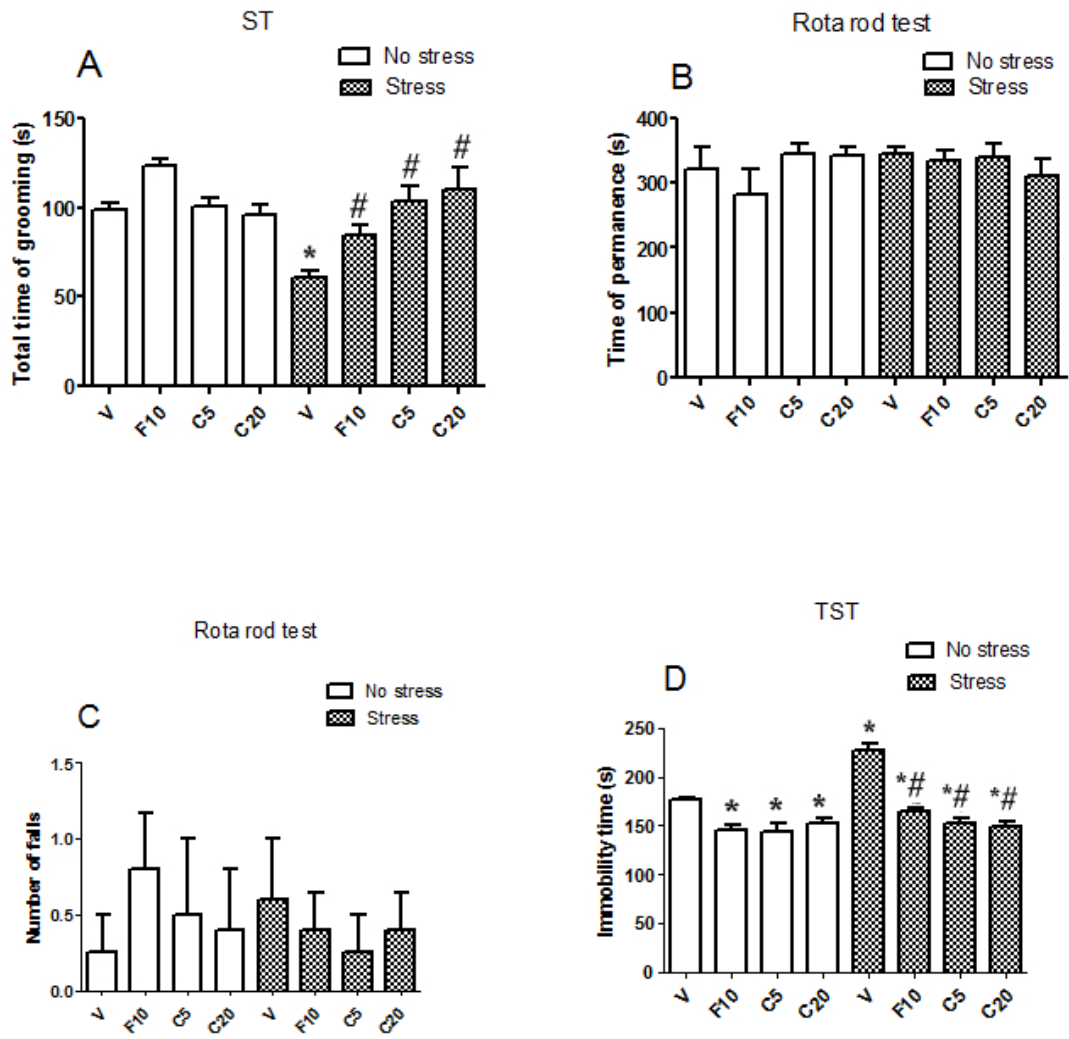 ST
A
No stress
Stress
Total time of grooming (s)
150
100
50
0
*
#
#
#
V F10 C5 C20 V F10 C5 C20
Rota rod test
B
No stress
Stress
Time of permanence (s)
400
300
200
100
0
V F10 C5 C20 V F10 C5 C20
Rota rod test
C
No stress
Stress
Number of falls
1.5
1.0
0.5
0.0
V F10 C5 C20 V F10 C5 C20
TST
D
No stress
Stress
Immobility time (s)
250
200
150
100
50
0
* * * * *# *# *#
V F10 C5 C20 V F10 C5 C20